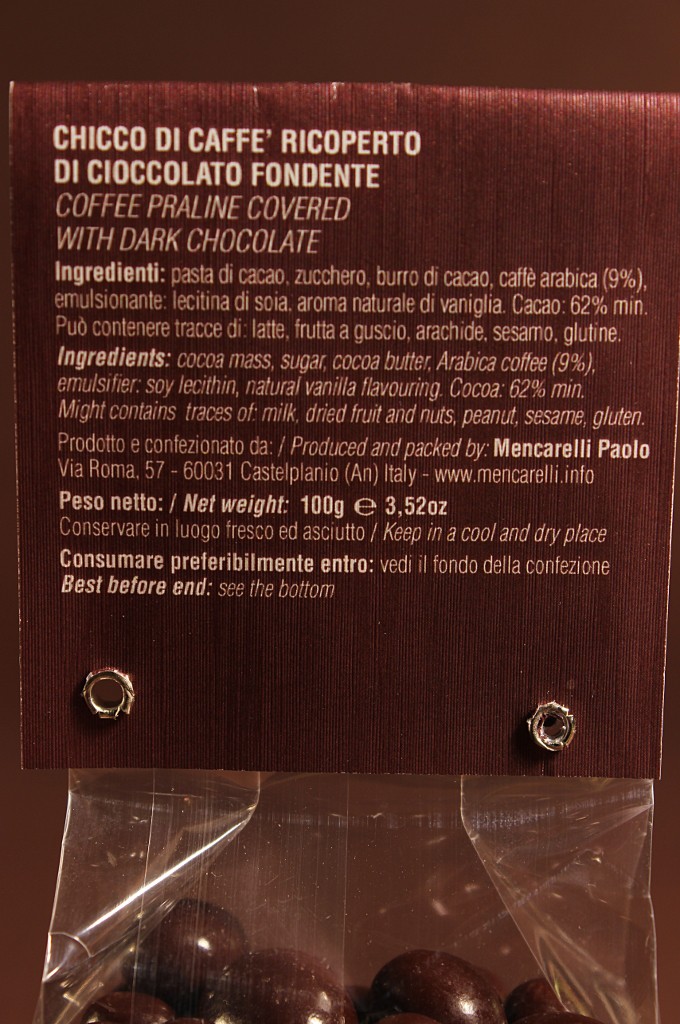 CHICCO DI CAFFE' RICOPERTO
DI CIOCCOLATO FONDENTE
COFFEE PRALINE COVERED
WITH DARK CHOCOLATE
Ingredienti: pasta di cacao, zucchero, burro di cacao, caffè arabica (9%),
emulsionante: lecitina di soia, aroma naturale di vaniglia. Cacao: 62% min.
Può contenere tracce di: latte, frutta a guscio, arachide, sesamo, glutine.
Ingredients: cocoa mass, sugar, cocoa butter, Arabica coffee (9%),
emulsifier: soy lecithin, natural vanilla flavouring. Cocoa: 62% min.
Might contains traces of: milk, dried fruit and nuts, peanut, sesame, gluten.
Prodotto e confezionato da: / Produced and packed by: Mencarelli Paolo
Via Roma, 57 - 60031 Castelplanio (An) Italy - www.mencarelli.info
Peso netto: / Net weight: 100g ℮ 3,52oz
Conservare in luogo fresco ed asciutto / Keep in a cool and dry place
Consumare preferibilmente entro: vedi il fondo della confezione
Best before end: see the bottom